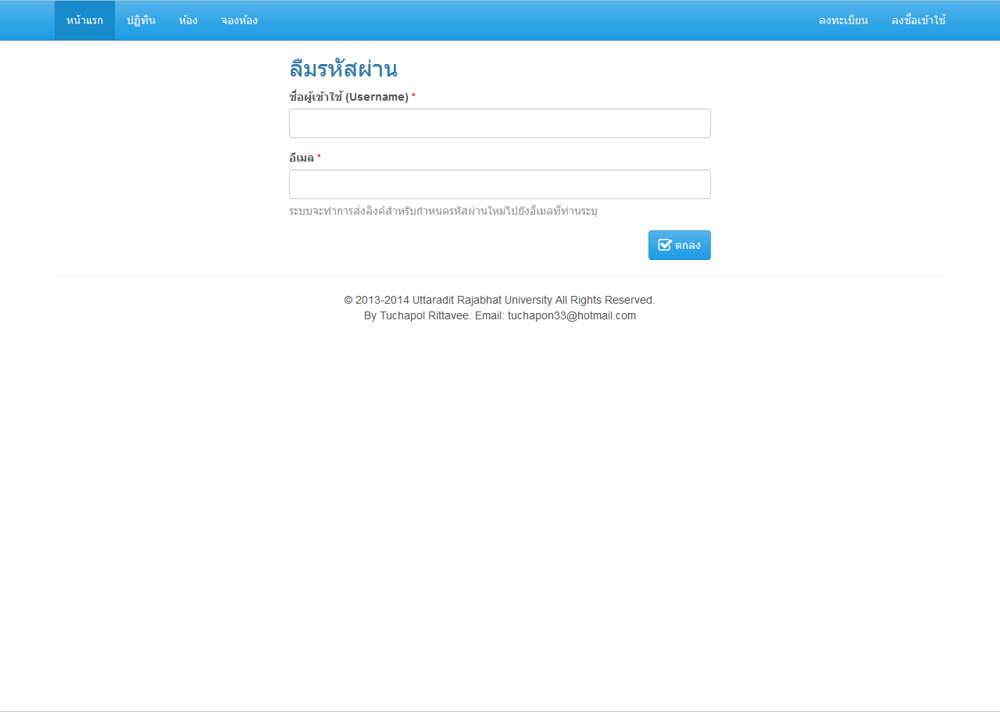 หน้าแรก ปฏิทิน ห้อง จองห้อง ลงทะเบียน ลงชื่อเข้าใช้
ลืมรหัสผ่าน
ชื่อผู้เข้าใช้ (Username) *
อีเมล *
ระบบจะทำการส่งลิงค์สำหรับกำหนดรหัสผ่านใหม่ไปยังอีเมลที่ท่านระบุ
ตกลง
© 2013-2014 Uttaradit Rajabhat University All Rights Reserved.
By Tuchapol Rittavee. Email: tuchapon33@hotmail.com